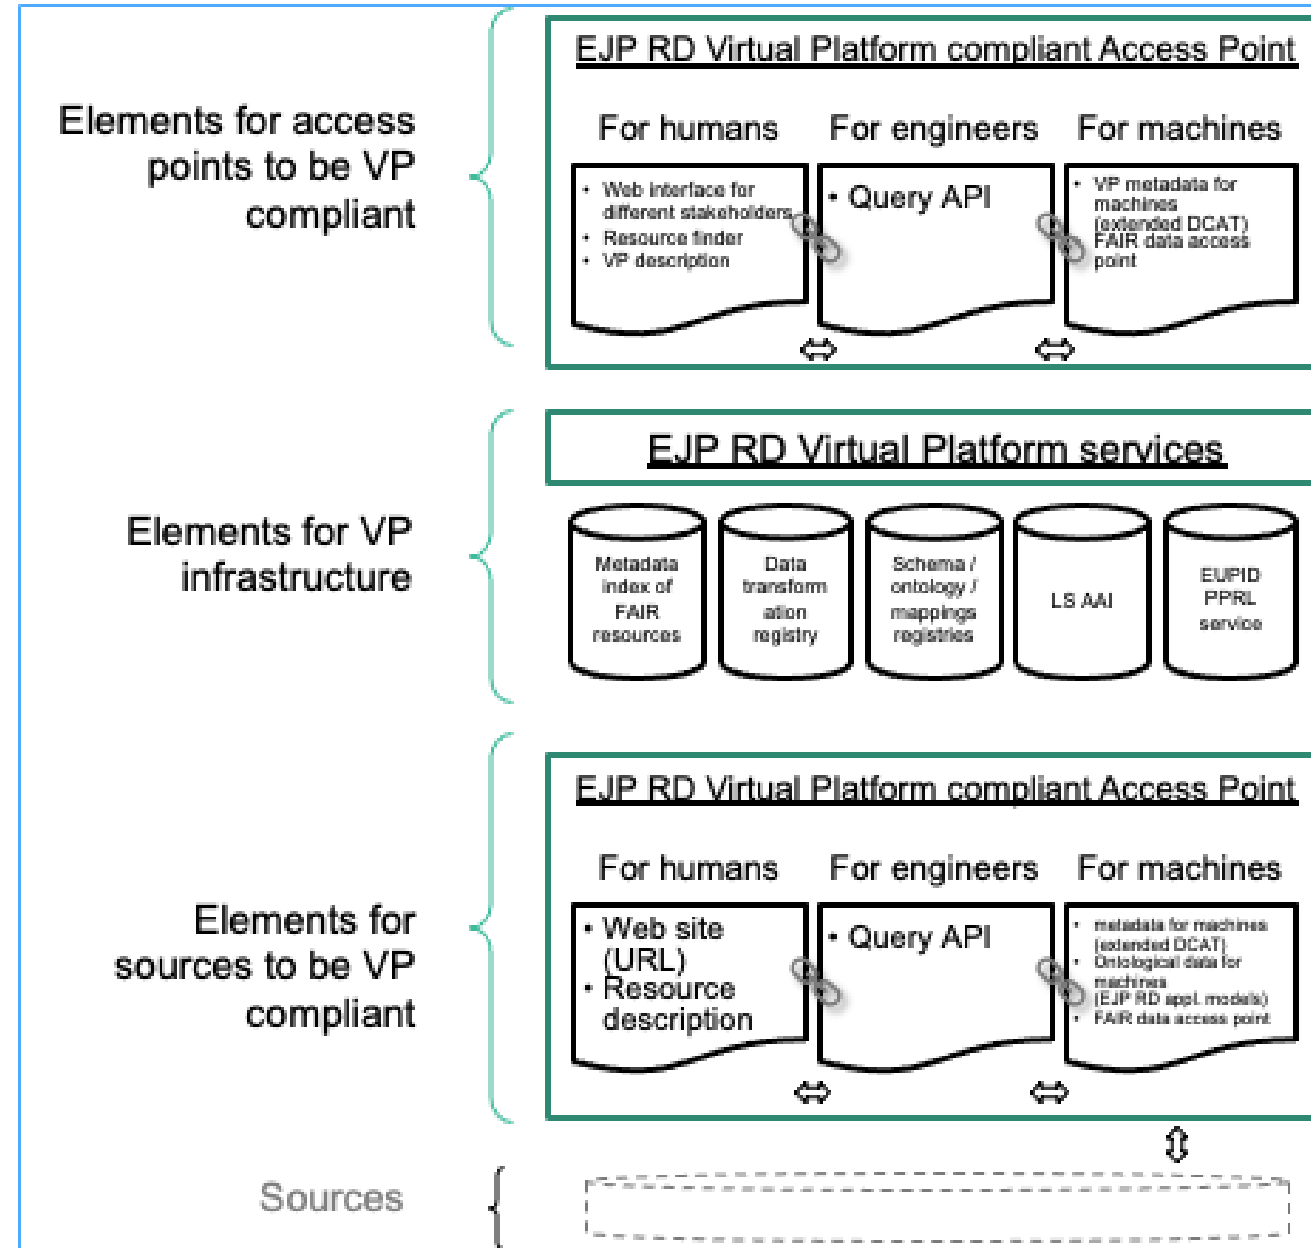 EJP RD Virtual Platform compliant Access Point
Elements for access
points to be VP
compliant
For humans
For engineers
For machines
• Web interface for
different stakeholders
• Resource finder
• VP description
• Query API
• VP metadata for
machines
(extended DCAT)
FAIR data access
point
EJP RD Virtual Platform services
Elements for VP
infrastructure
Metadata
index of
FAIR
resources
Data
transform
ation
registry
Schema /
ontology /
mappings
registries
LS AAI
EUPID
PPRL
service
EJP RD Virtual Platform compliant Access Point
Elements for
sources to be VP
compliant
For humans
For engineers
For machines
• Web site
(URL)
• Resource
description
• Query API
• metadata for machines
(extended DCAT)
• Ontological data for
machines
(EJP RD appl. models)
• FAIR data access point
Sources